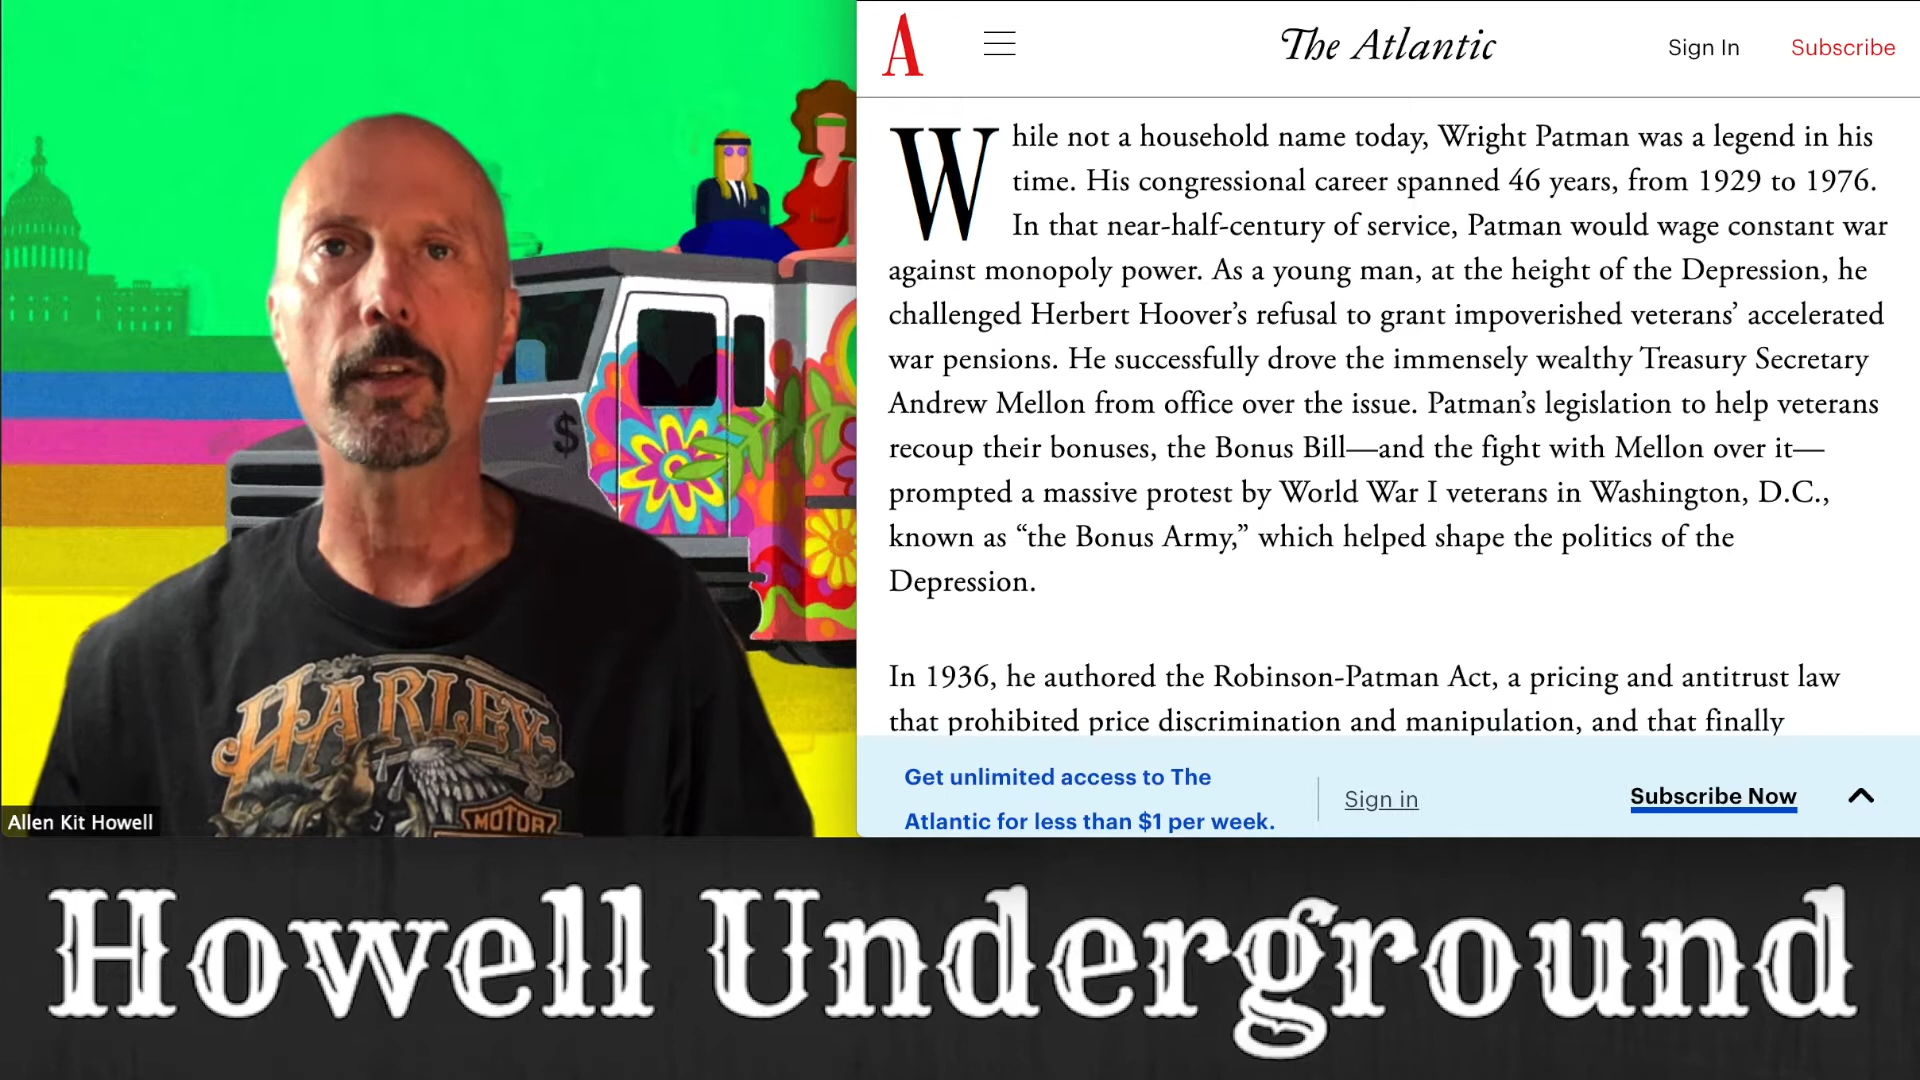 A
The Atlantic
Sign In
Subscribe
While not a household name today, Wright Patman was a legend in his
time. His congressional career spanned 46 years, from 1929 to 1976.
In that near-half-century of service, Patman would wage constant war
against monopoly power. As a young man, at the height of the Depression, he
challenged Herbert Hoover’s refusal to grant impoverished veterans’ accelerated
war pensions. He successfully drove the immensely wealthy Treasury Secretary
Andrew Mellon from office over the issue. Patman’s legislation to help veterans
recoup their bonuses, the Bonus Bill—and the fight with Mellon over it—
prompted a massive protest by World War I veterans in Washington, D.C.,
known as “the Bonus Army,” which helped shape the politics of the
Depression.
In 1936, he authored the Robinson-Patman Act, a pricing and antitrust law
that prohibited price discrimination and manipulation, and that finally
Get unlimited access to The
Atlantic for less than $1 per week.
Sign in
Subscribe Now
$
HARLEY
MOTOR
Allen Kit Howell
Howell Underground